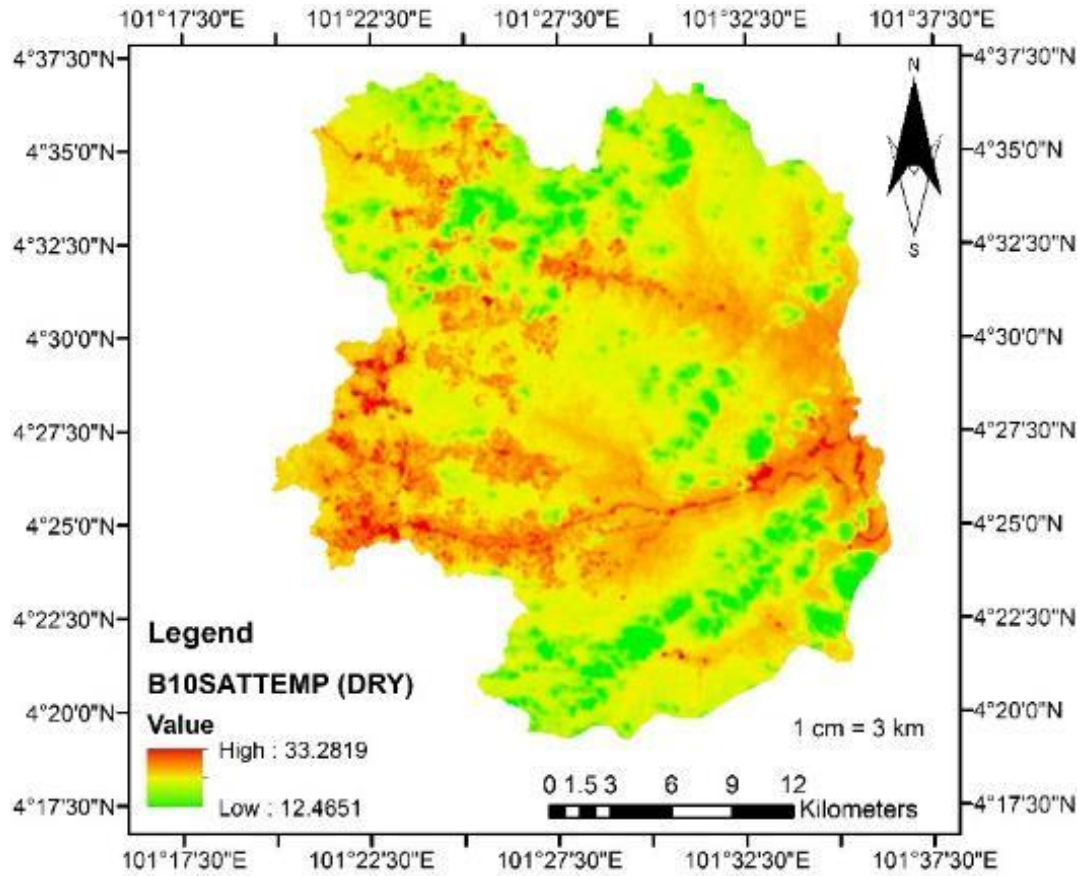 101°17'30"E 101°22'30"E 101°27'30"E 101°32'30"E 101°37'30"E
4°37'30"N 4°37'30"N
N
4°35'0"N 4°35'0"N
4°32'30"N 4°32'30"N
S
4°30'0"N 4°30'0"N
4°27'30"N 4°27'30"N
4°25'0"N 4°25'0"N
4°22'30"N 4°22'30"N
Legend
B10SATTEMP (DRY)
4°20'0"N 4°20'0"N
Value
1 cm = 3 km
High : 33.2819
0 1.5 3 6 9 12
4°17'30"N Low : 12.4651 Kilometers 4°17'30"N
101°17'30"E 101°22'30"E 101°27'30"E 101°32'30"E 101°37'30"E